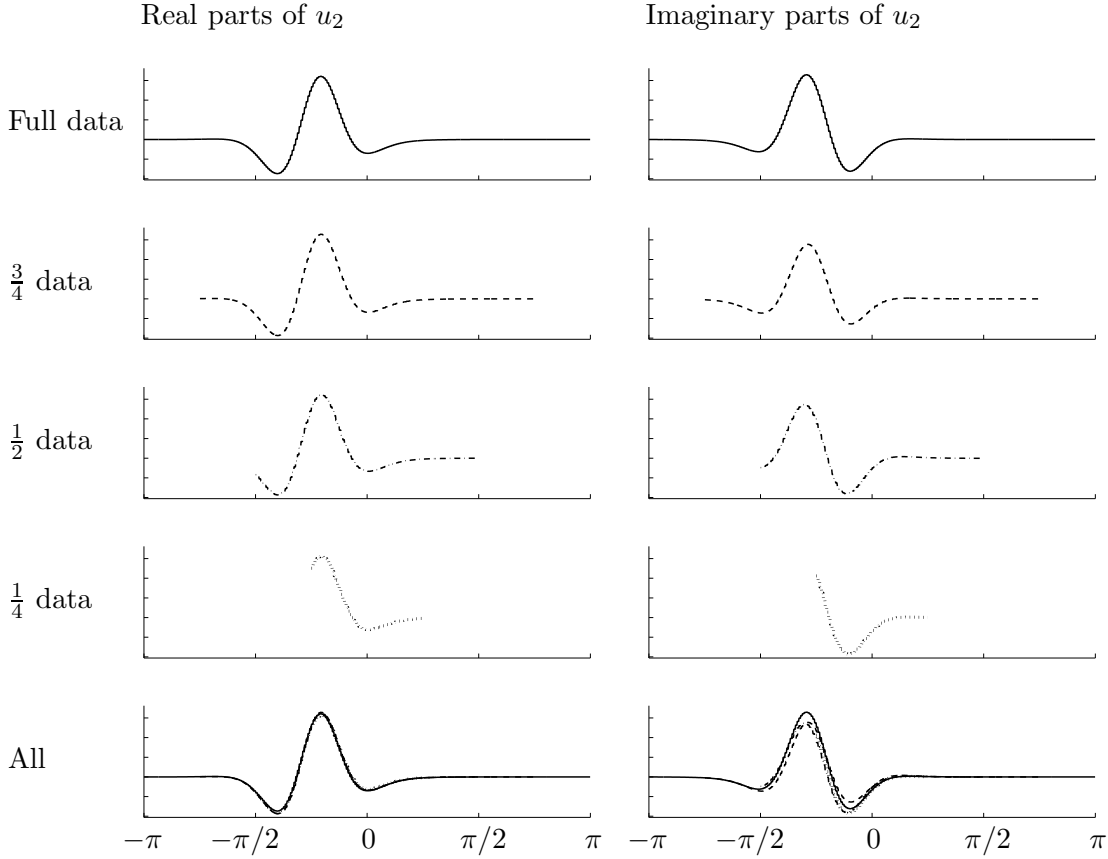 Real parts of u₂ Imaginary parts of u₂
Full data
3/4 data
1/2 data
1/4 data
All
−π −π/2 0 π/2 π −π −π/2 0 π/2 π